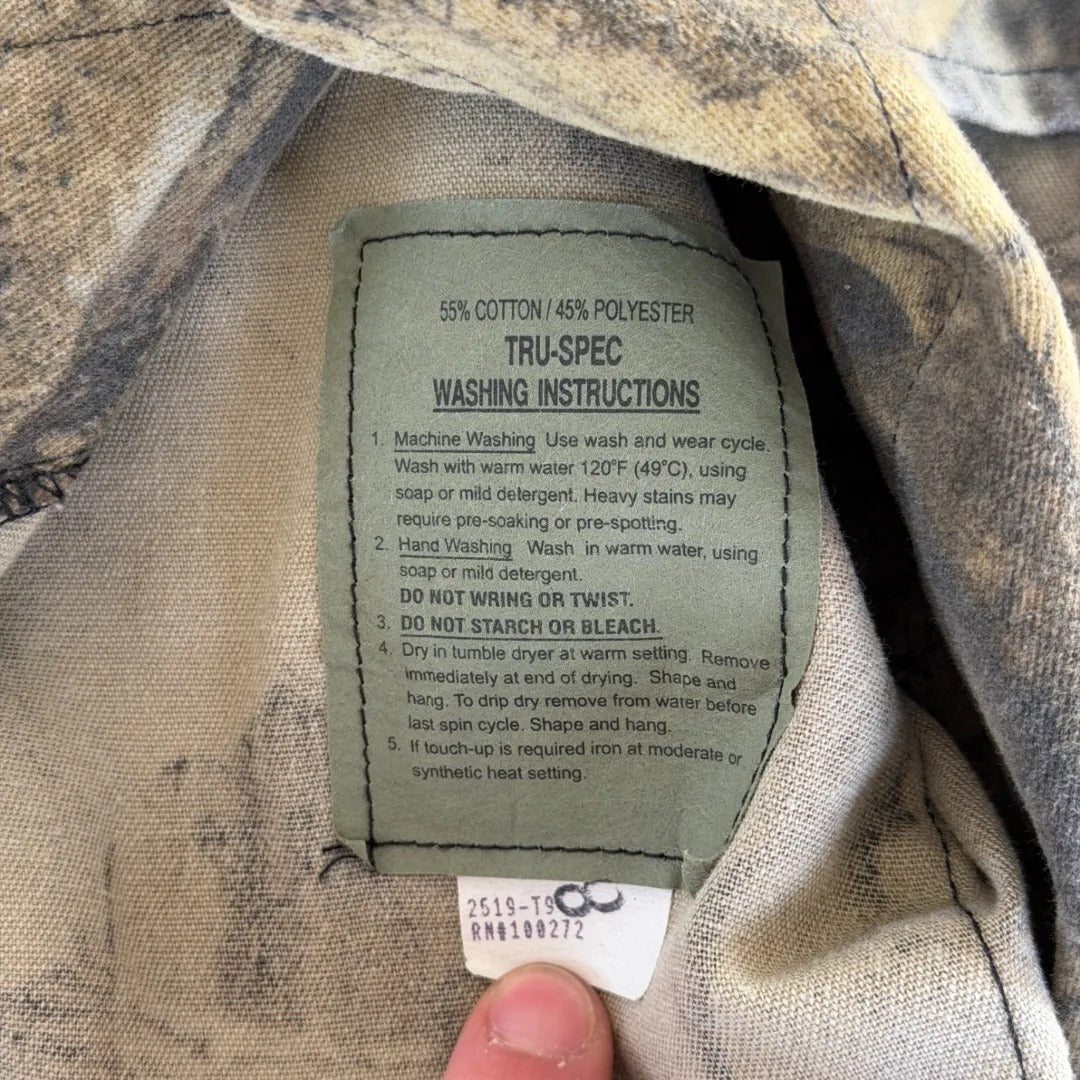 55% COTTON / 45% POLYESTER
TRU-SPEC
WASHING INSTRUCTIONS
1. Machine Washing Use wash and wear cycle.
Wash with warm water 120°F (49°C), using
soap or mild detergent. Heavy stains may
require pre-soaking or pre-spotting.
2. Hand Washing Wash in warm water, using
soap or mild detergent.
DO NOT WRING OR TWIST.
3. DO NOT STARCH OR BLEACH.
4. Dry in tumble dryer at warm setting. Remove
immediately at end of drying. Shape and
hang. To drip dry remove from water before
last spin cycle. Shape and hang.
5. If touch-up is required iron at moderate or
synthetic heat setting.
2519-T9 8
RN#100272